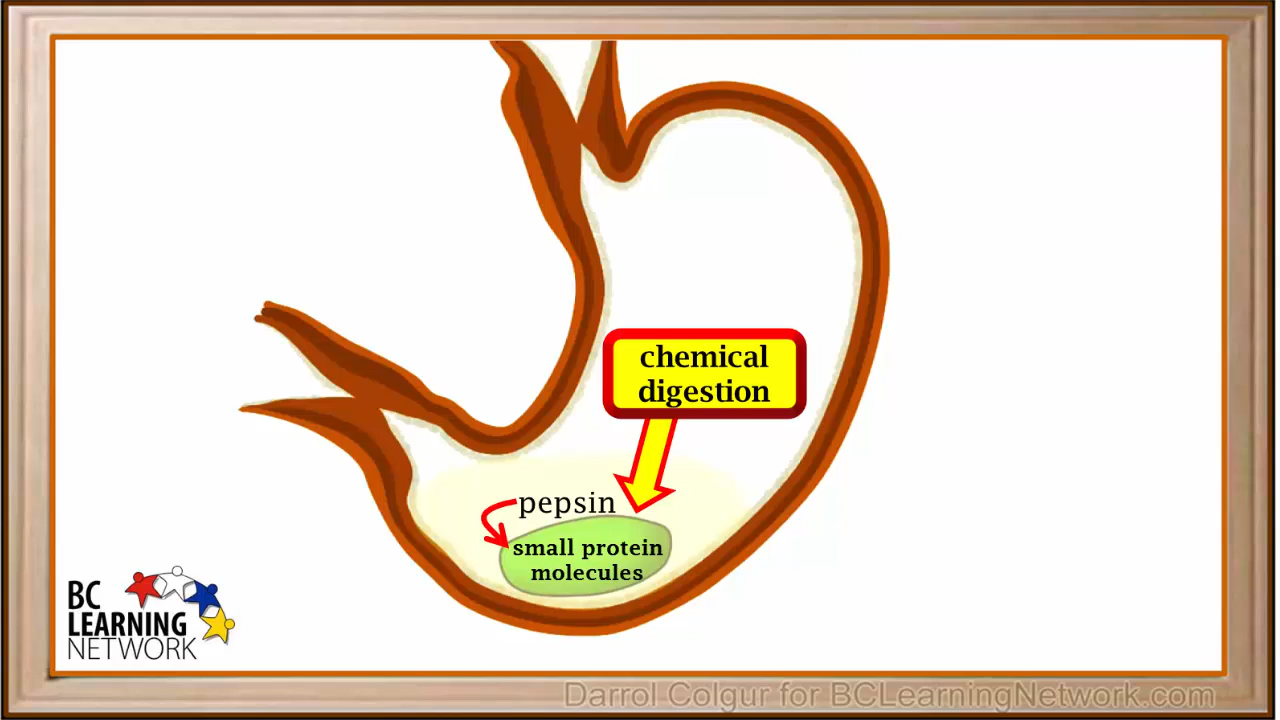 chemical
digestion
pepsin
small protein
molecules
BC
LEARNING
NETWORK
Darrol Colgur for BCLearningNetwork.com